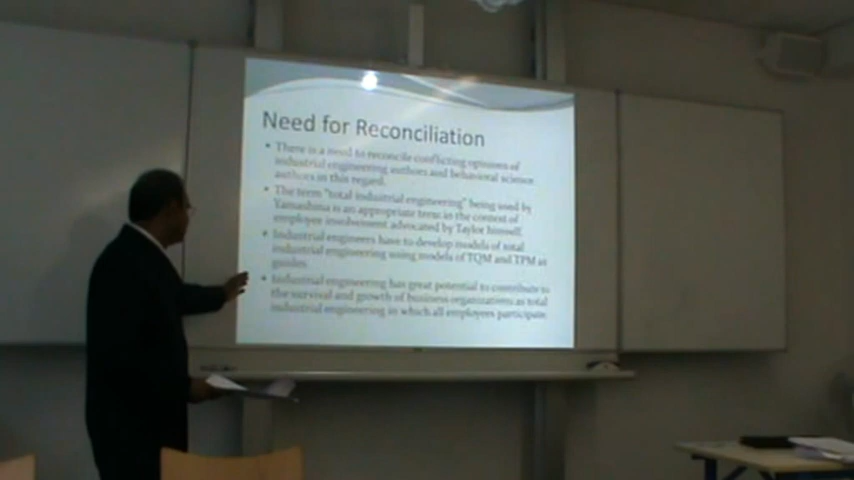 Need for Reconciliation
• There is a need to reconcile conflicting opinions of
industrial engineering authors and behavioral science
authors in this regard.
• The term "total industrial engineering" being used by
Yamashina is an appropriate term in the context of
employee involvement advocated by Taylor himself.
• Industrial engineers have to develop models of total
industrial engineering using models of TQM and TPM as
guides
• Industrial engineering has great potential to contribute to
the survival and growth of business organizations as total
industrial engineering in which all employees participate